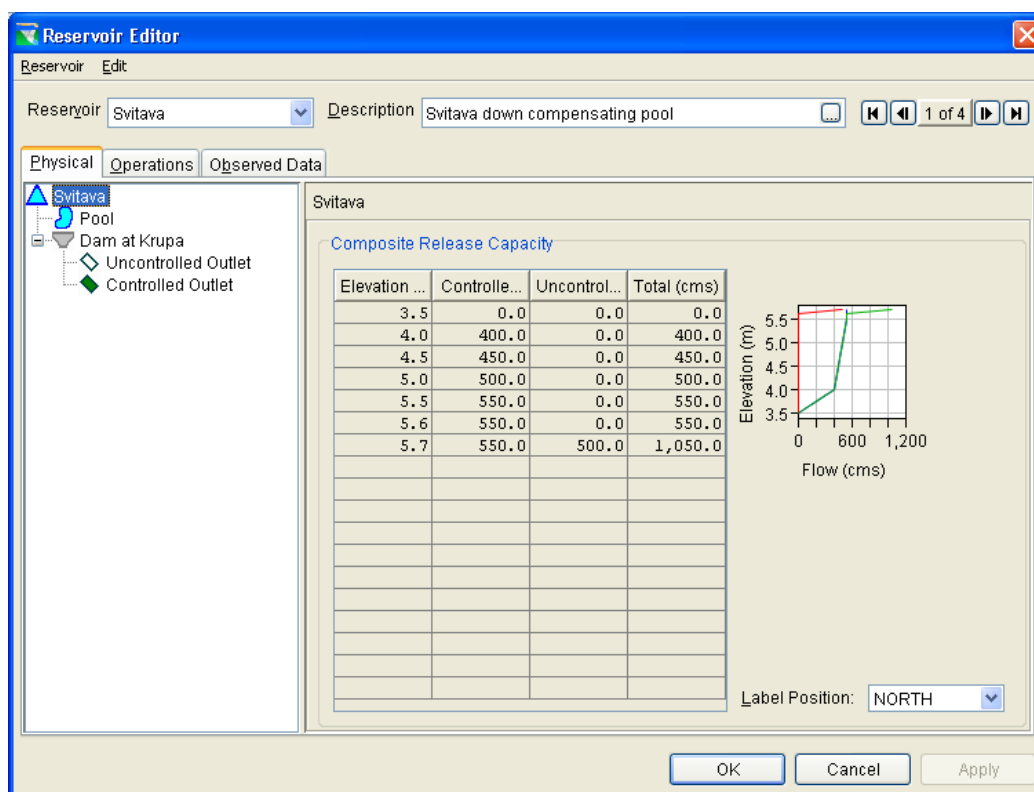 Reservoir Editor
Reservoir Edit
Reservoir Svitava Description Svitava down compensating pool ... 1 of 4
Physical Operations Observed Data
Svitava
Pool
Dam at Krupa
Uncontrolled Outlet
Controlled Outlet
Svitava
Composite Release Capacity
Elevation ... Controlle... Uncontrol... Total (cms)
3.5 0.0 0.0 0.0
4.0 400.0 0.0 400.0
4.5 450.0 0.0 450.0
5.0 500.0 0.0 500.0
5.5 550.0 0.0 550.0
5.6 550.0 0.0 550.0
5.7 550.0 500.0 1,050.0
Elevation (m)
5.5
5.0
4.5
4.0
3.5
0 600 1,200
Flow (cms)
Label Position: NORTH
OK Cancel Apply